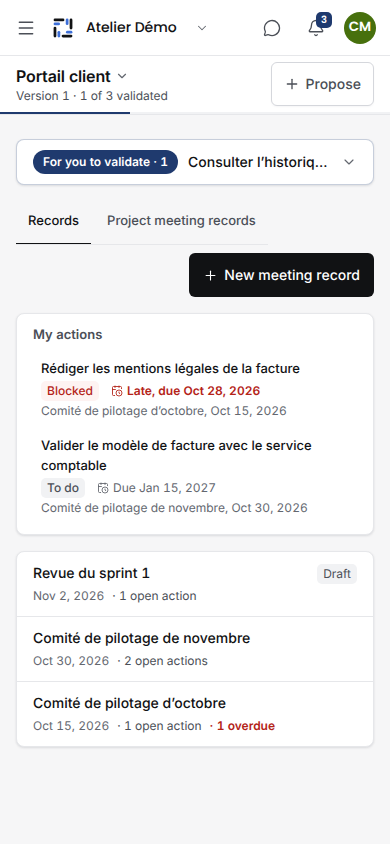 Atelier Démo
3
CM
Portail client
Version 1 · 1 of 3 validated
Propose
For you to validate · 1
Consulter l’historiq...
Records
Project meeting records
New meeting record
My actions
Rédiger les mentions légales de la facture
Blocked
Late, due Oct 28, 2026
Comité de pilotage d’octobre, Oct 15, 2026
Valider le modèle de facture avec le service
comptable
To do
Due Jan 15, 2027
Comité de pilotage de novembre, Oct 30, 2026
Revue du sprint 1
Draft
Nov 2, 2026 · 1 open action
Comité de pilotage de novembre
Oct 30, 2026 · 2 open actions
Comité de pilotage d’octobre
Oct 15, 2026 · 1 open action · 1 overdue